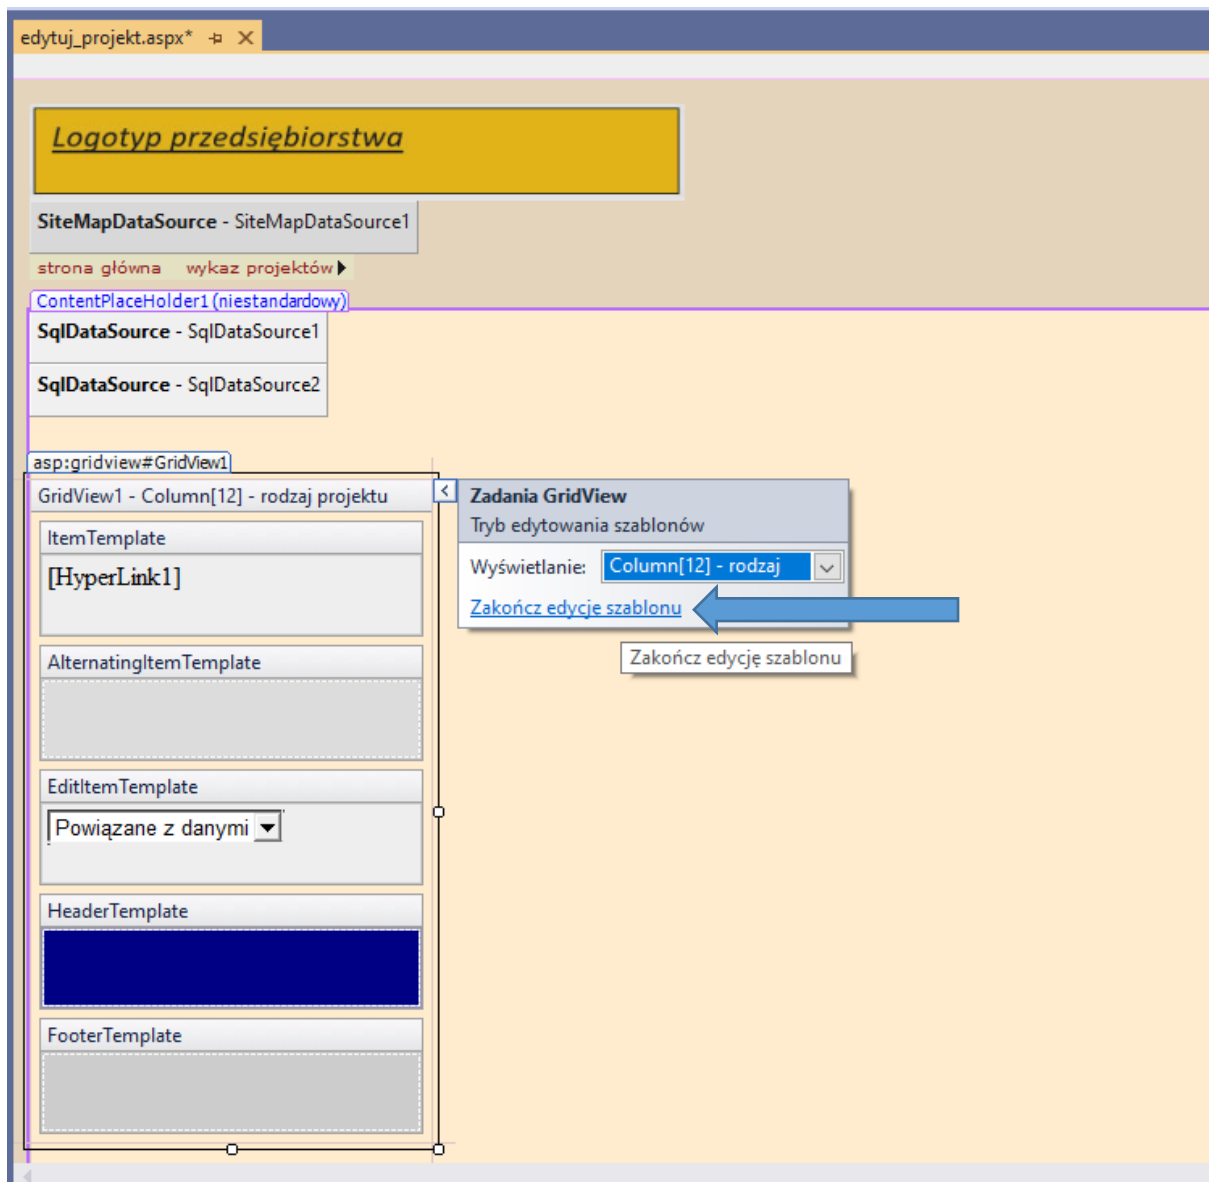 edytuj_projekt.aspx*
Logotyp przedsiębiorstwa
SiteMapDataSource - SiteMapDataSource1
strona główna wykaz projektów
ContentPlaceHolder1 (niestandardowy)
SqlDataSource - SqlDataSource1
SqlDataSource - SqlDataSource2
asp:gridview#GridView1
GridView1 - Column[12] - rodzaj projektu
ItemTemplate
[HyperLink1]
AlternatingItemTemplate
EditItemTemplate
Powiązane z danymi
HeaderTemplate
FooterTemplate
Zadania GridView
Tryb edytowania szablonów
Wyświetlanie: Column[12] - rodzaj
Zakończ edycję szablonu
Zakończ edycję szablonu